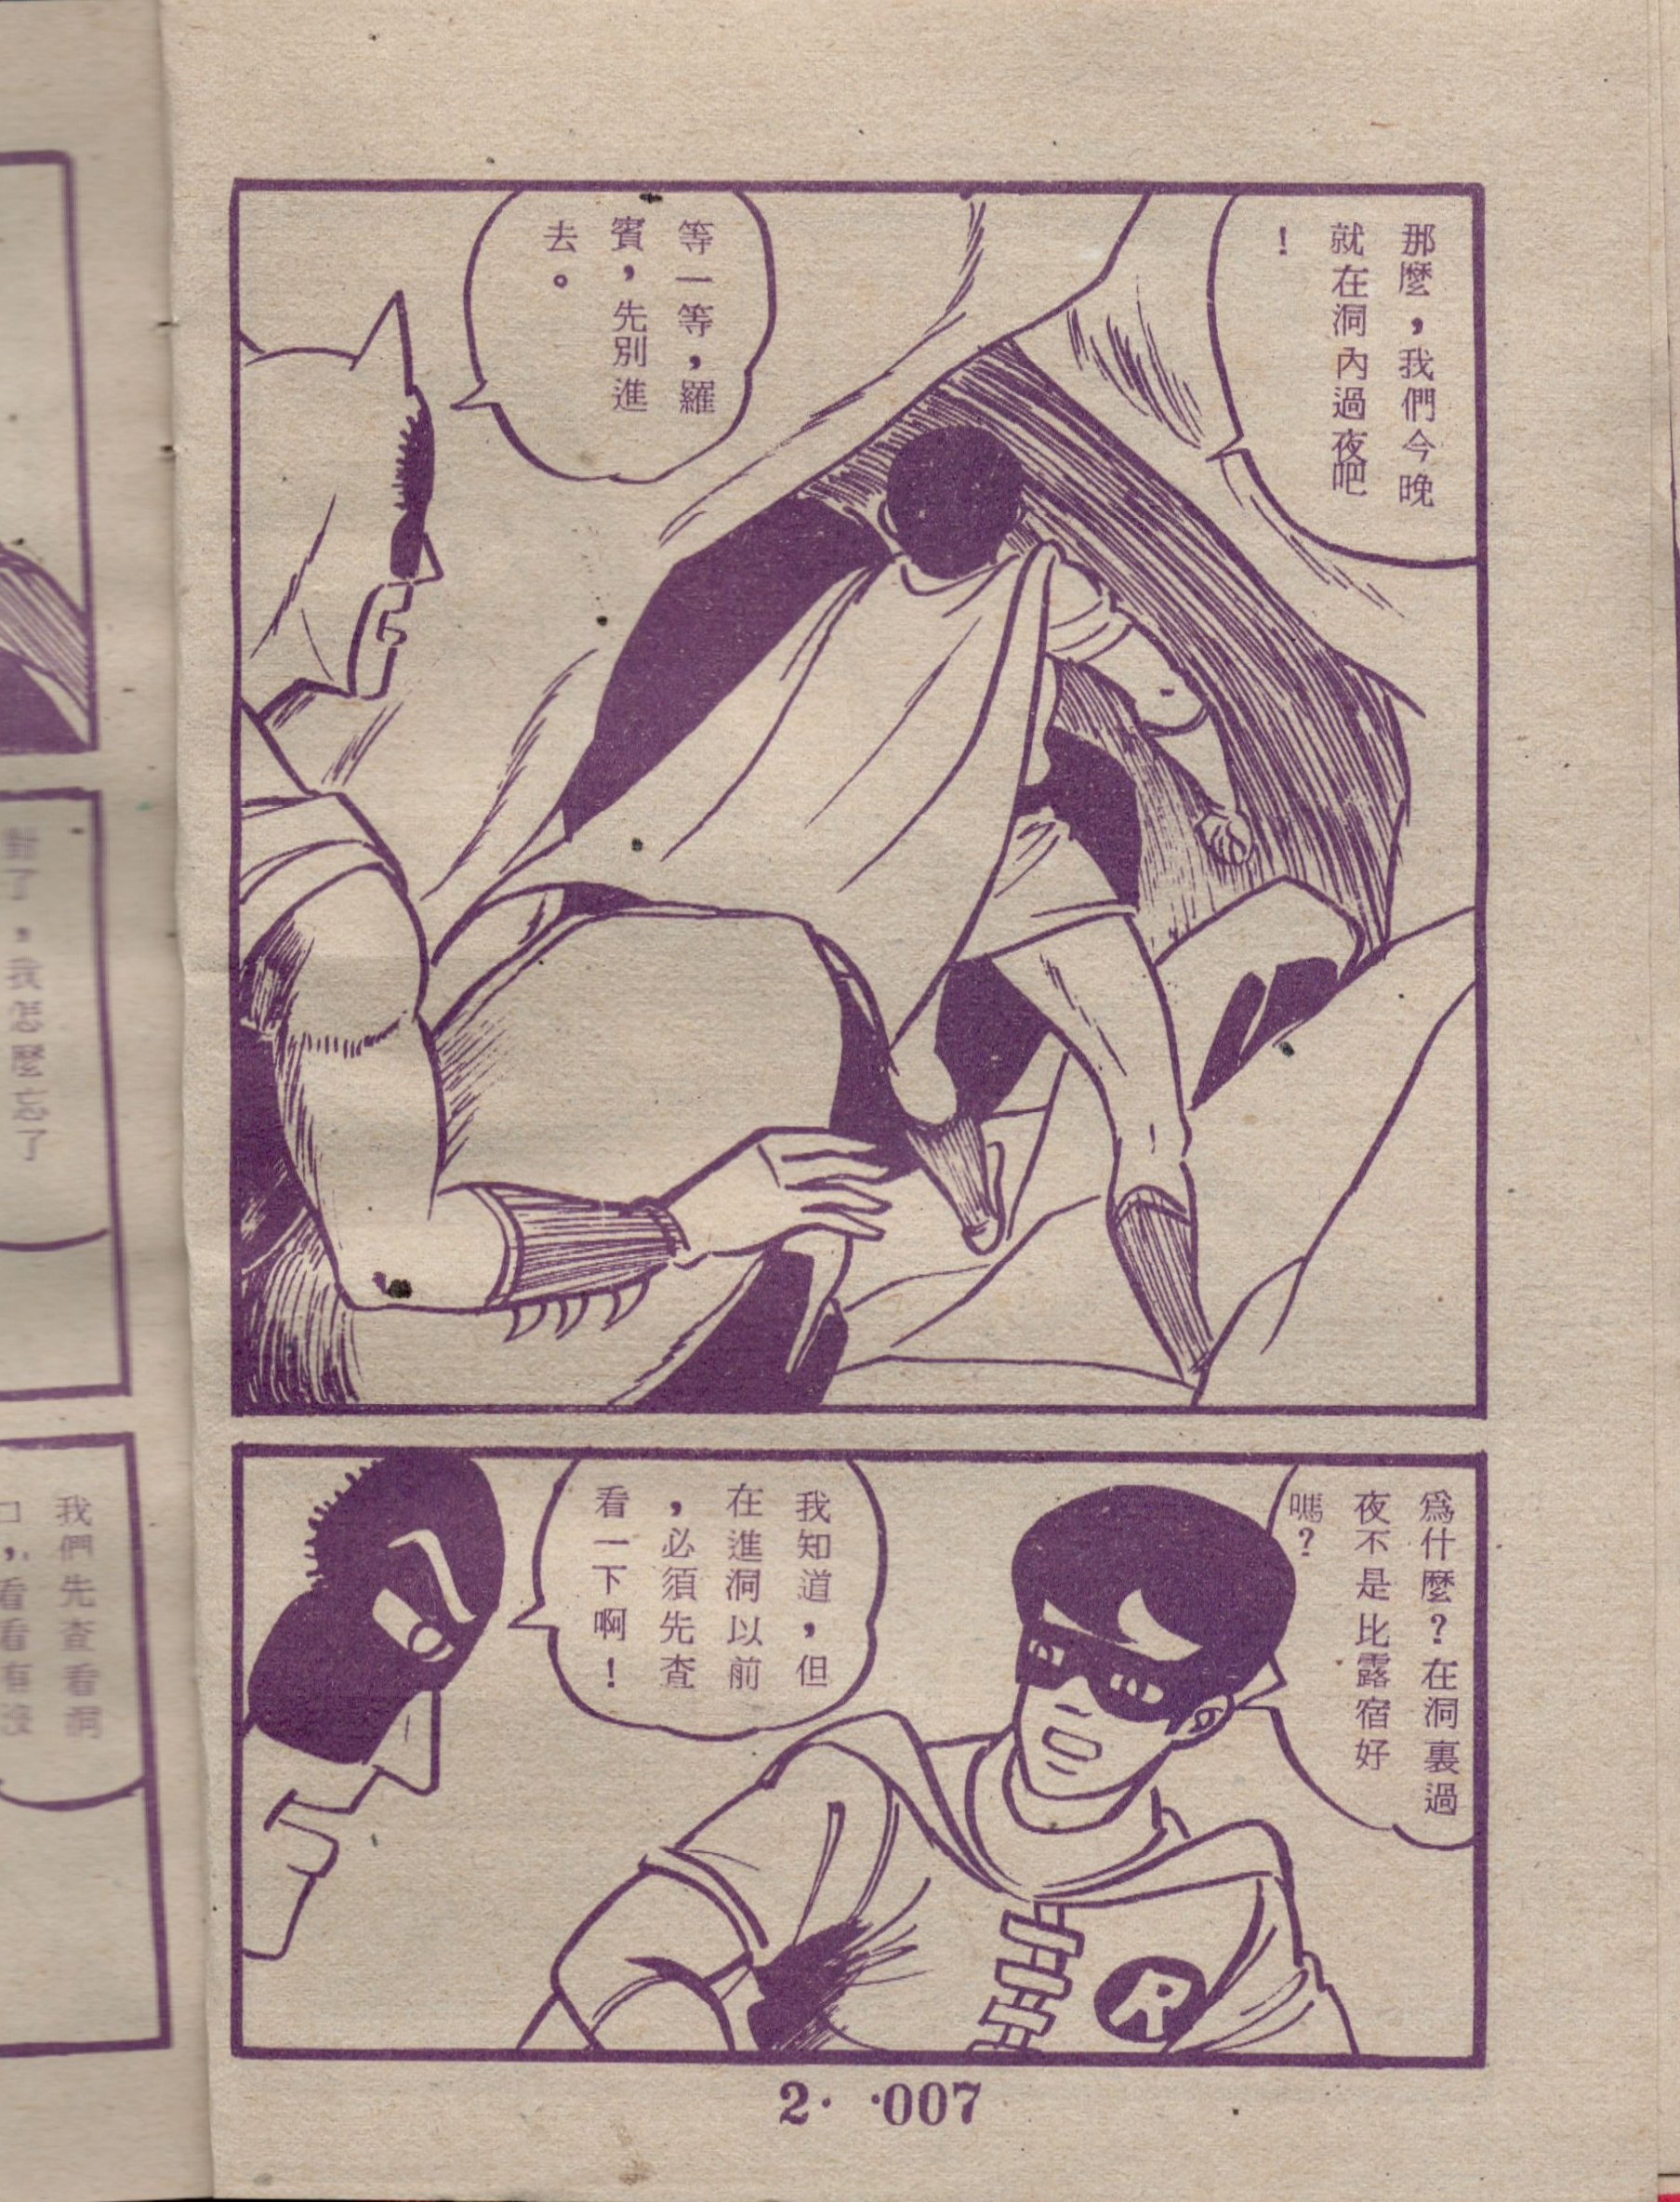 那麼，我們今晚
就在洞內過夜吧
！
等一等，羅
賓，先別進
去。
爲什麼？在洞裏過
夜不是比露宿好
嗎？
我知道，但
在進洞以前
，必須先查
看一下啊！
R
2··007
對了，我怎麼忘了
我們先查看洞
口，看看有沒